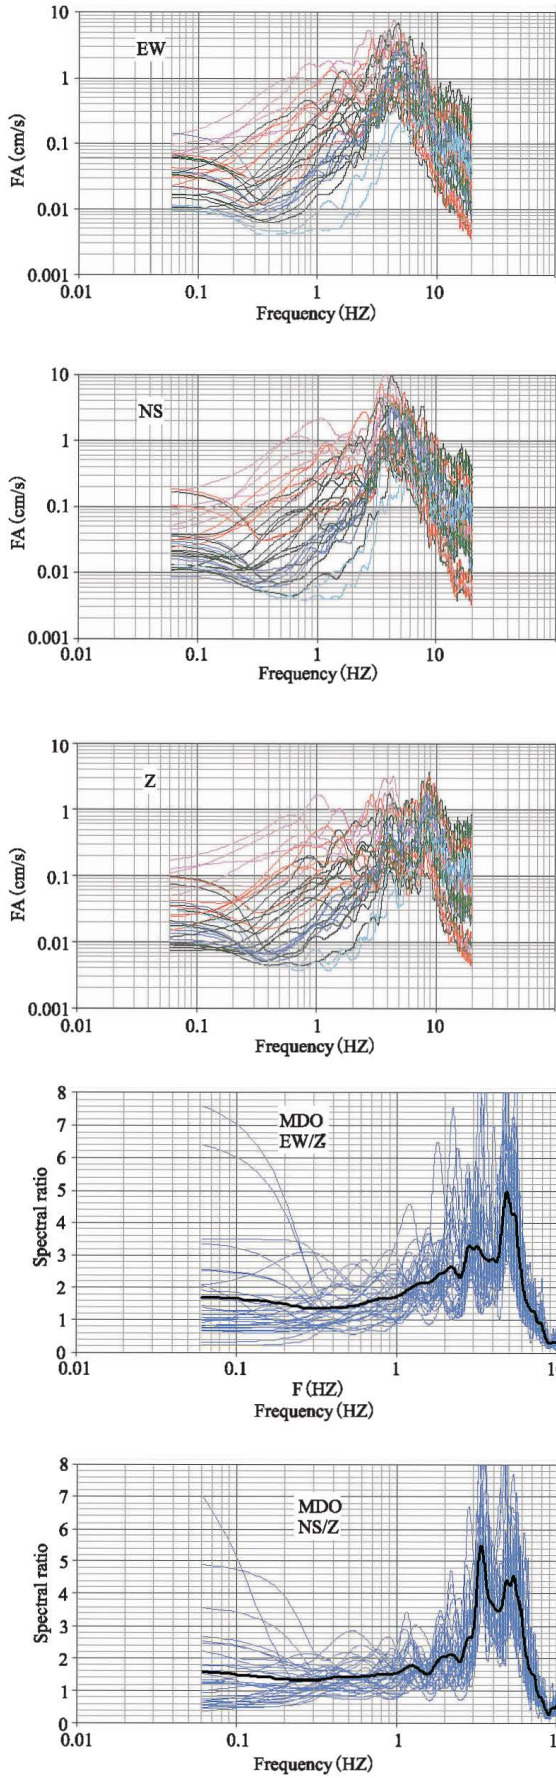 10
EW
1
FA (cm/s)
0.1
0.01
0.001
0.01
0.1
1
10
Frequency (HZ)
10
NS
1
FA (cm/s)
0.1
0.01
0.001
0.01
0.1
1
10
Frequency (HZ)
10
Z
1
FA (cm/s)
0.1
0.01
0.001
0.01
0.1
1
10
Frequency (HZ)
8
MDO
7
EW/Z
6
5
Spectral ratio
4
3
2
1
0
0.01
0.1
1
F (HZ)
Frequency (HZ)
8
7
MDO
NS/Z
6
5
Spectral ratio
4
3
2
1
0
0.01
0.1
1
Frequency (HZ)